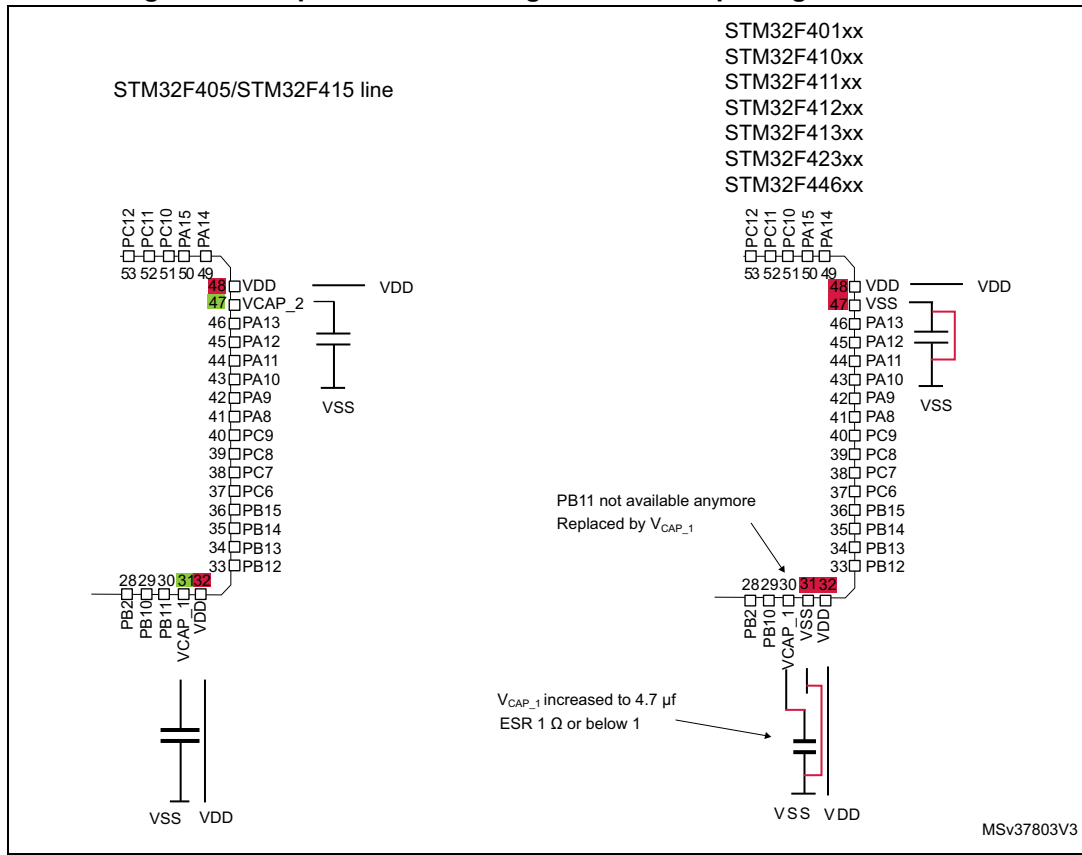 STM32F405/STM32F415 line
PC12
PC11
PC10
PA15
PA14
53 52 51 50 49
48 VDD
VDD
47 VCAP_2
46 PA13
45 PA12
44 PA11
43 PA10
42 PA9
41 PA8
VSS
40 PC9
39 PC8
38 PC7
37 PC6
36 PB15
35 PB14
34 PB13
33 PB12
28 29 30 31 32
PB2
PB10
PB11
VCAP_1
VDD
VSS VDD
STM32F401xx
STM32F410xx
STM32F411xx
STM32F412xx
STM32F413xx
STM32F423xx
STM32F446xx
PC12
PC11
PC10
PA15
PA14
53 52 51 50 49
48 VDD
VDD
47 VSS
46 PA13
45 PA12
44 PA11
43 PA10
42 PA9
41 PA8
VSS
40 PC9
39 PC8
38 PC7
37 PC6
36 PB15
35 PB14
34 PB13
33 PB12
PB11 not available anymore
Replaced by VCAP_1
28 29 30 31 32
PB2
PB10
VCAP_1
VSS
VDD
VCAP_1 increased to 4.7 µf
ESR 1 Ω or below 1
VSS VDD
MSv37803V3